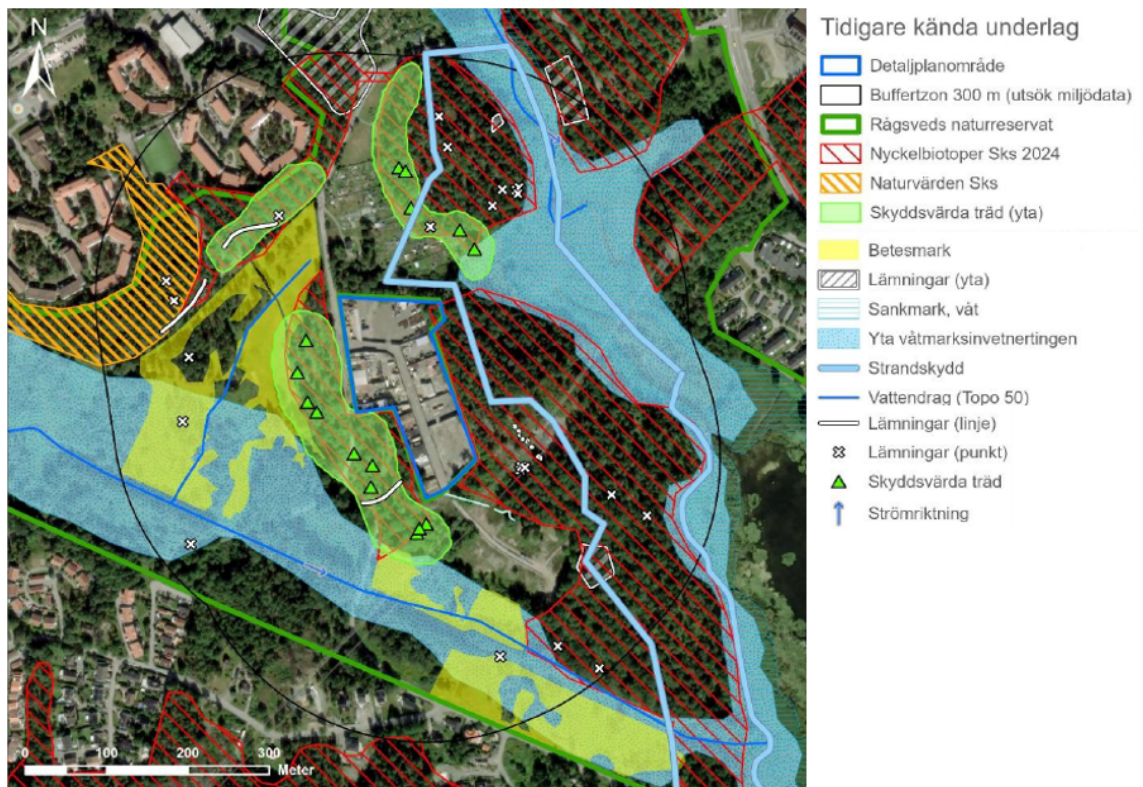 N
Tidigare kända underlag
Detaljplanområde
Buffertzon 300 m (utsök miljödata)
Rågsveds naturreservat
Nyckelbiotoper Sks 2024
Naturvärden Sks
Skyddsvärda träd (yta)
Betesmark
Lämningar (yta)
Sankmark, våt
Yta våtmarksinvetnertingen
Strandskydd
Vattendrag (Topo 50)
Lämningar (linje)
Lämningar (punkt)
Skyddsvärda träd
Strömriktning
0 100 200 300
Meter